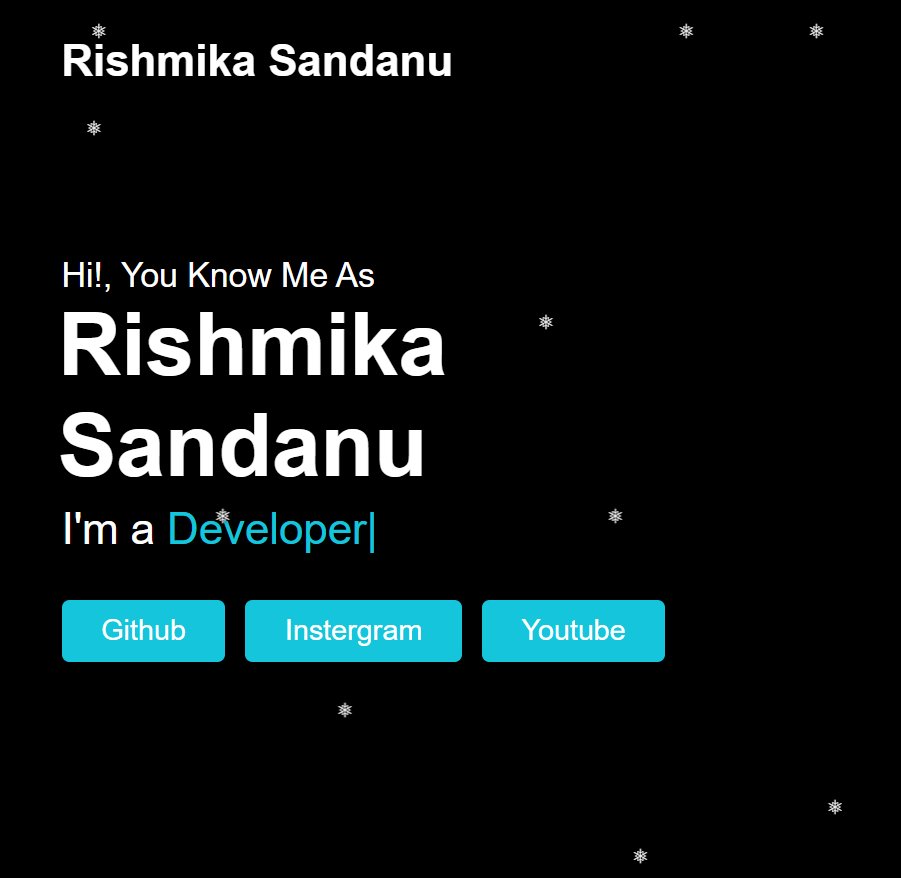 Rishmika Sandanu
Hi!, You Know Me As
Rishmika
Sandanu
I'm a Developer|
Github Instergram Youtube